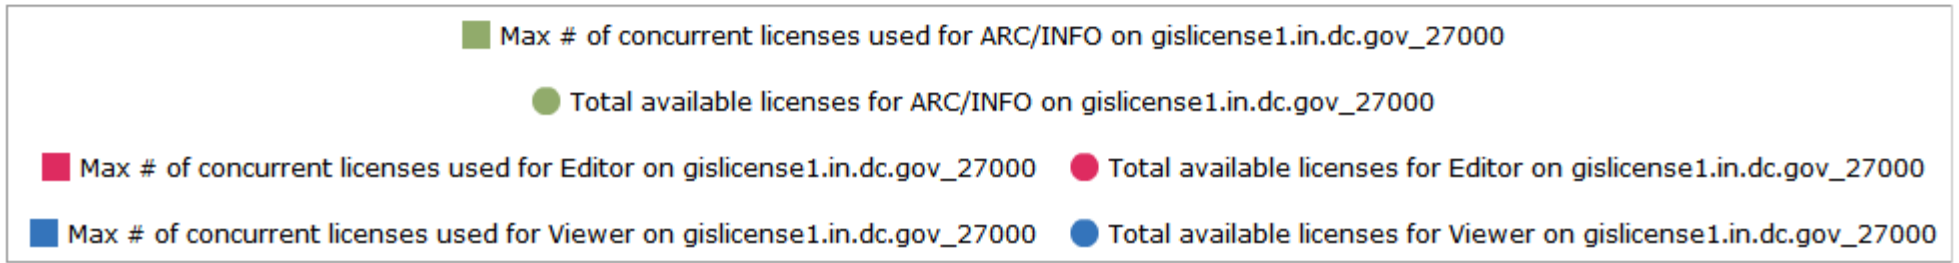 Max # of concurrent licenses used for ARC/INFO on gislicense1.in.dc.gov_27000
Total available licenses for ARC/INFO on gislicense1.in.dc.gov_27000
Max # of concurrent licenses used for Editor on gislicense1.in.dc.gov_27000 Total available licenses for Editor on gislicense1.in.dc.gov_27000
Max # of concurrent licenses used for Viewer on gislicense1.in.dc.gov_27000 Total available licenses for Viewer on gislicense1.in.dc.gov_27000